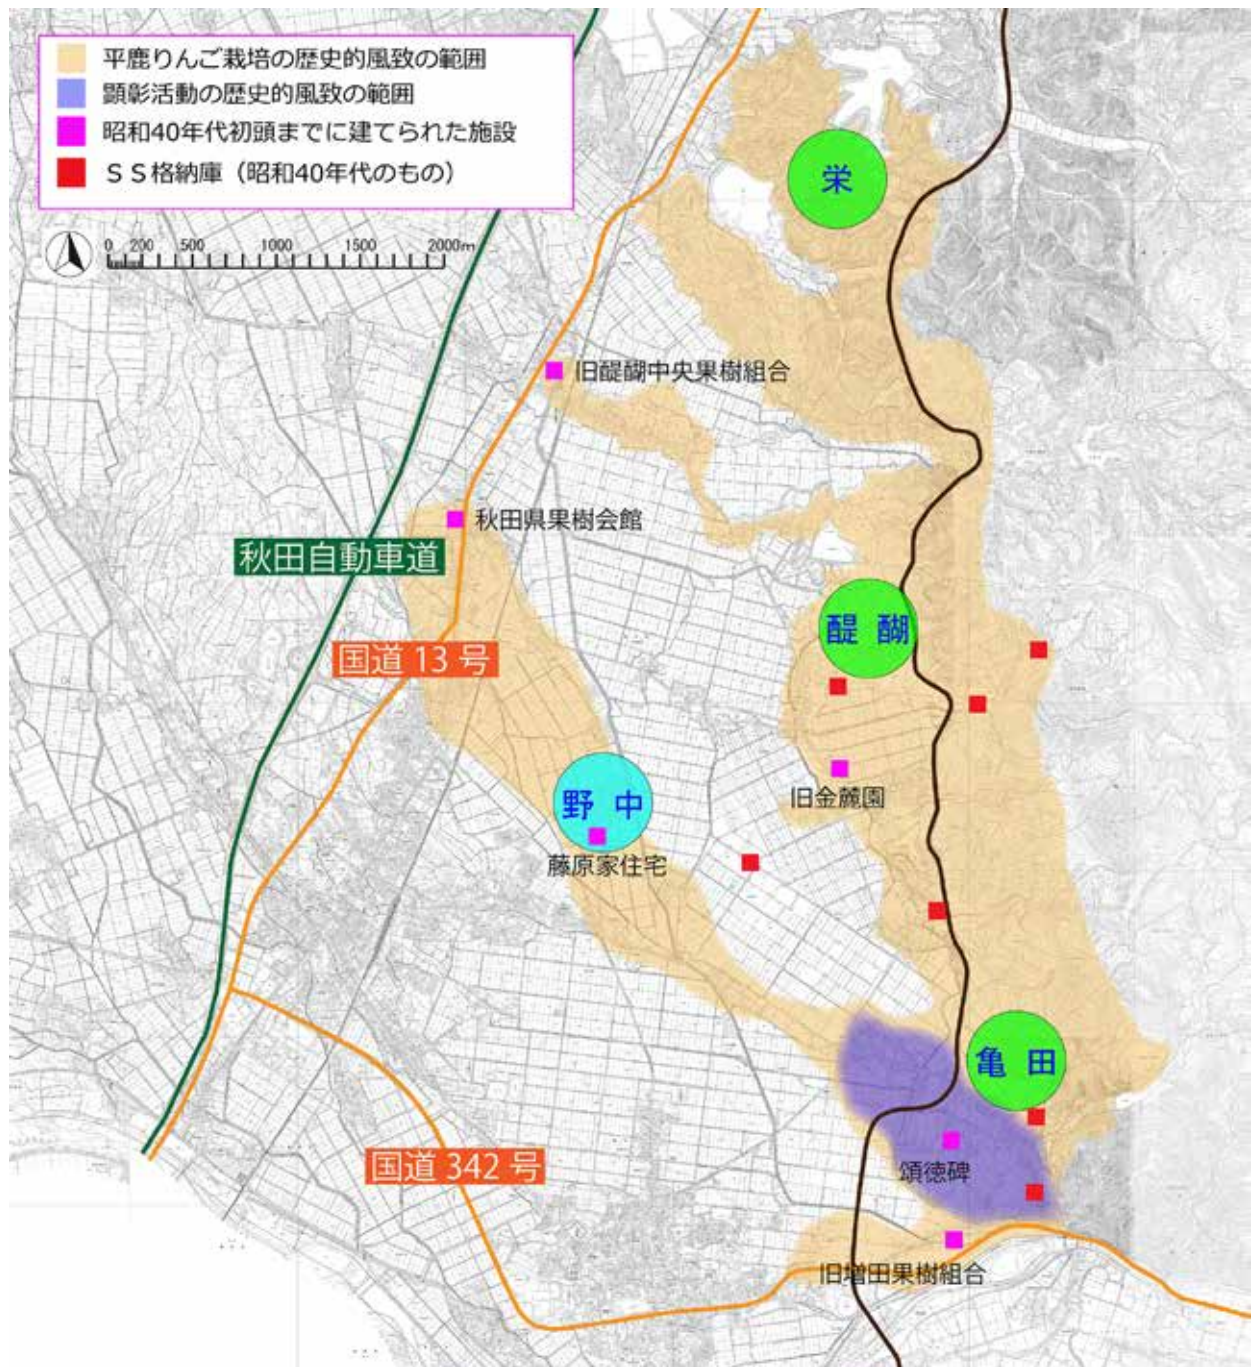 平鹿りんご栽培の歴史的風致の範囲
顕彰活動の歴史的風致の範囲
昭和40年代初頭までに建てられた施設
ＳＳ格納庫（昭和40年代のもの）
0 200 500 1000 1500 2000m
栄
旧醍醐中央果樹組合
秋田県果樹会館
秋田自動車道
国道 13 号
醍 醐
旧金麓園
野 中
藤原家住宅
亀 田
頌徳碑
国道 342 号
旧増田果樹組合